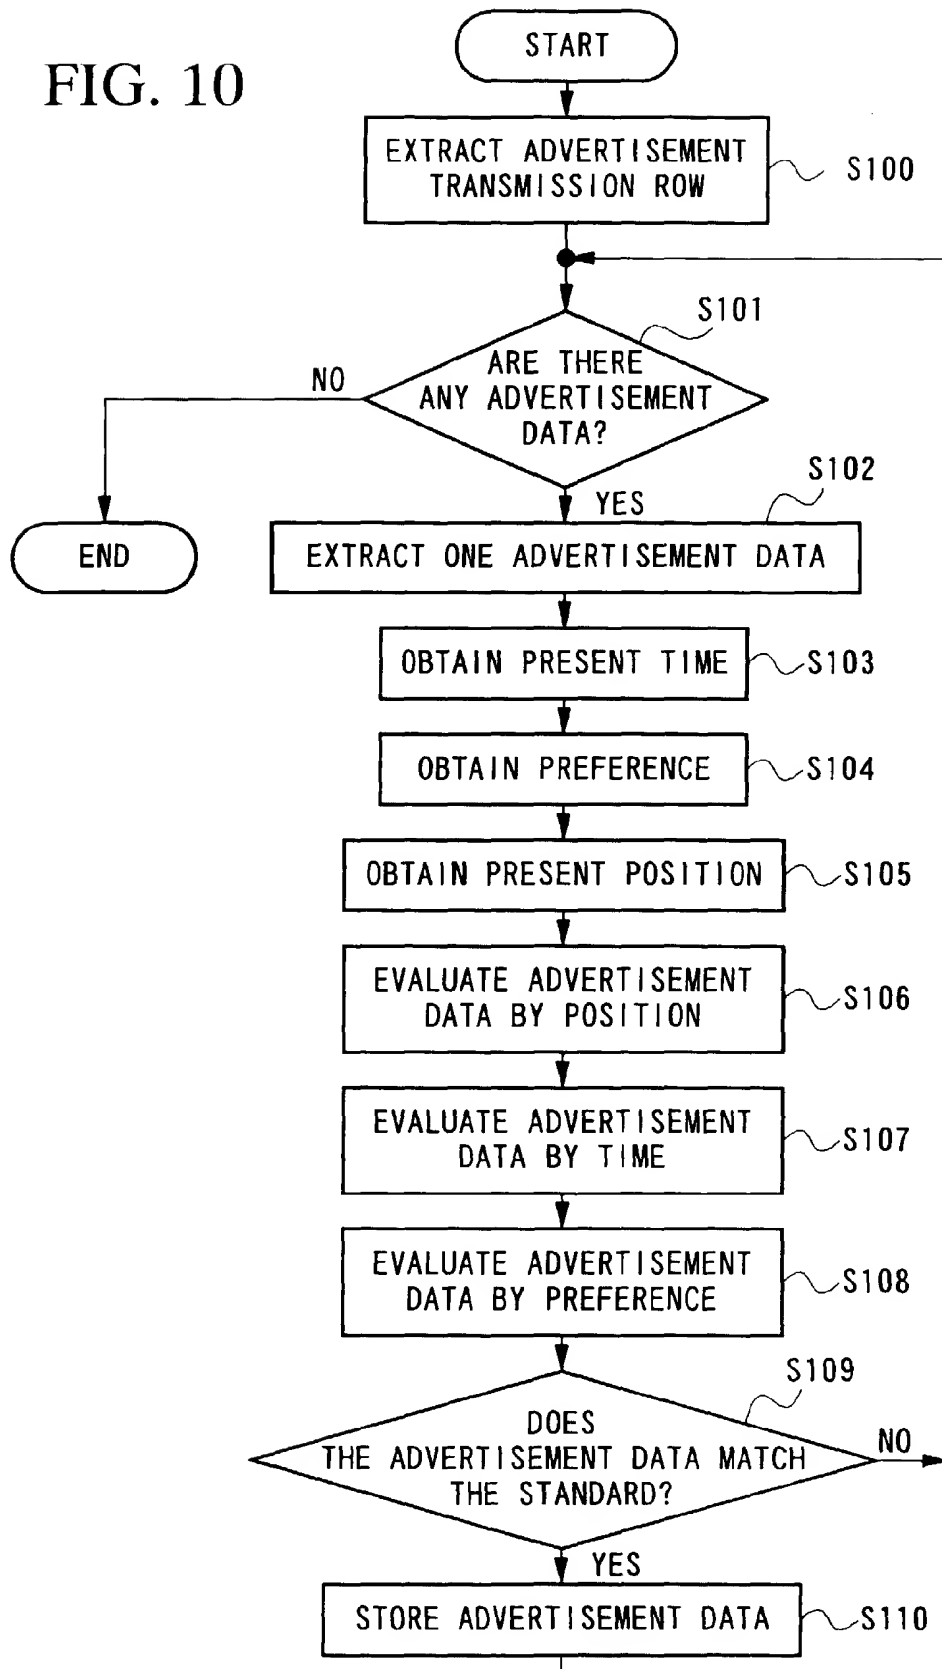 FIG. 10
START
EXTRACT ADVERTISEMENT
TRANSMISSION ROW
S100
S101
ARE THERE
ANY ADVERTISEMENT
DATA?
NO
YES
END
S102
EXTRACT ONE ADVERTISEMENT DATA
OBTAIN PRESENT TIME
S103
OBTAIN PREFERENCE
S104
OBTAIN PRESENT POSITION
S105
EVALUATE ADVERTISEMENT
DATA BY POSITION
S106
EVALUATE ADVERTISEMENT
DATA BY TIME
S107
EVALUATE ADVERTISEMENT
DATA BY PREFERENCE
S108
S109
DOES
THE ADVERTISEMENT DATA MATCH
THE STANDARD?
NO
YES
STORE ADVERTISEMENT DATA
S110